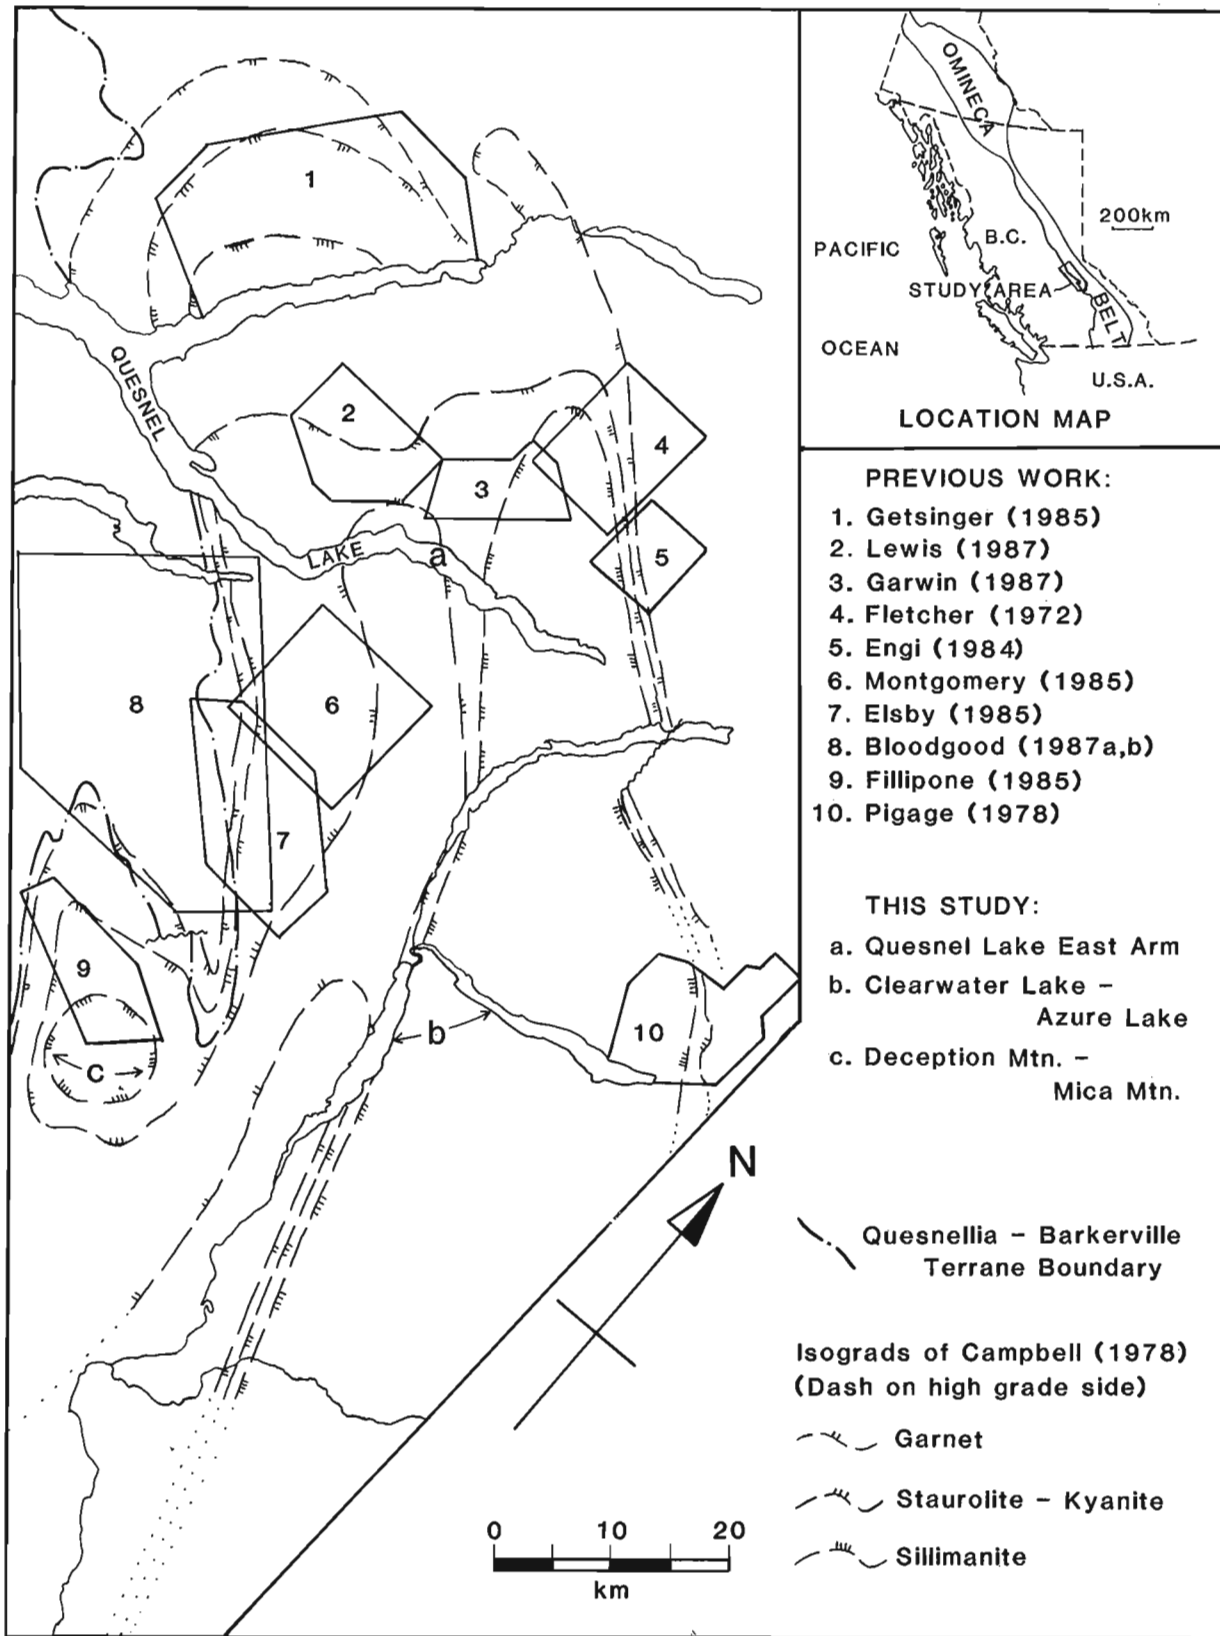 1
QUESNEL
2
4
3
LAKE
a
5
8
6
7
9
c
b
10
N
0 10 20
km
OMINECA
200km
PACIFIC
B.C.
STUDY AREA
BELT
OCEAN
U.S.A.
LOCATION MAP
PREVIOUS WORK:
1. Getsinger (1985)
2. Lewis (1987)
3. Garwin (1987)
4. Fletcher (1972)
5. Engi (1984)
6. Montgomery (1985)
7. Elsby (1985)
8. Bloodgood (1987a,b)
9. Fillipone (1985)
10. Pigage (1978)
THIS STUDY:
a. Quesnel Lake East Arm
b. Clearwater Lake –
Azure Lake
c. Deception Mtn. –
Mica Mtn.
Quesnellia – Barkerville
Terrane Boundary
Isograds of Campbell (1978)
(Dash on high grade side)
Garnet
Staurolite – Kyanite
Sillimanite